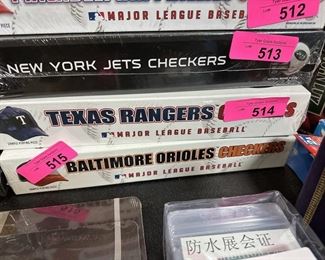 512
MAJOR LEAGUE BASEBALL
513
NEW YORK JETS CHECKERS
514
TEXAS RANGERS
MAJOR LEAGUE BASEBALL
515
BALTIMORE ORIOLES CHECKERS
MAJOR LEAGUE BASEBALL
防水展会证